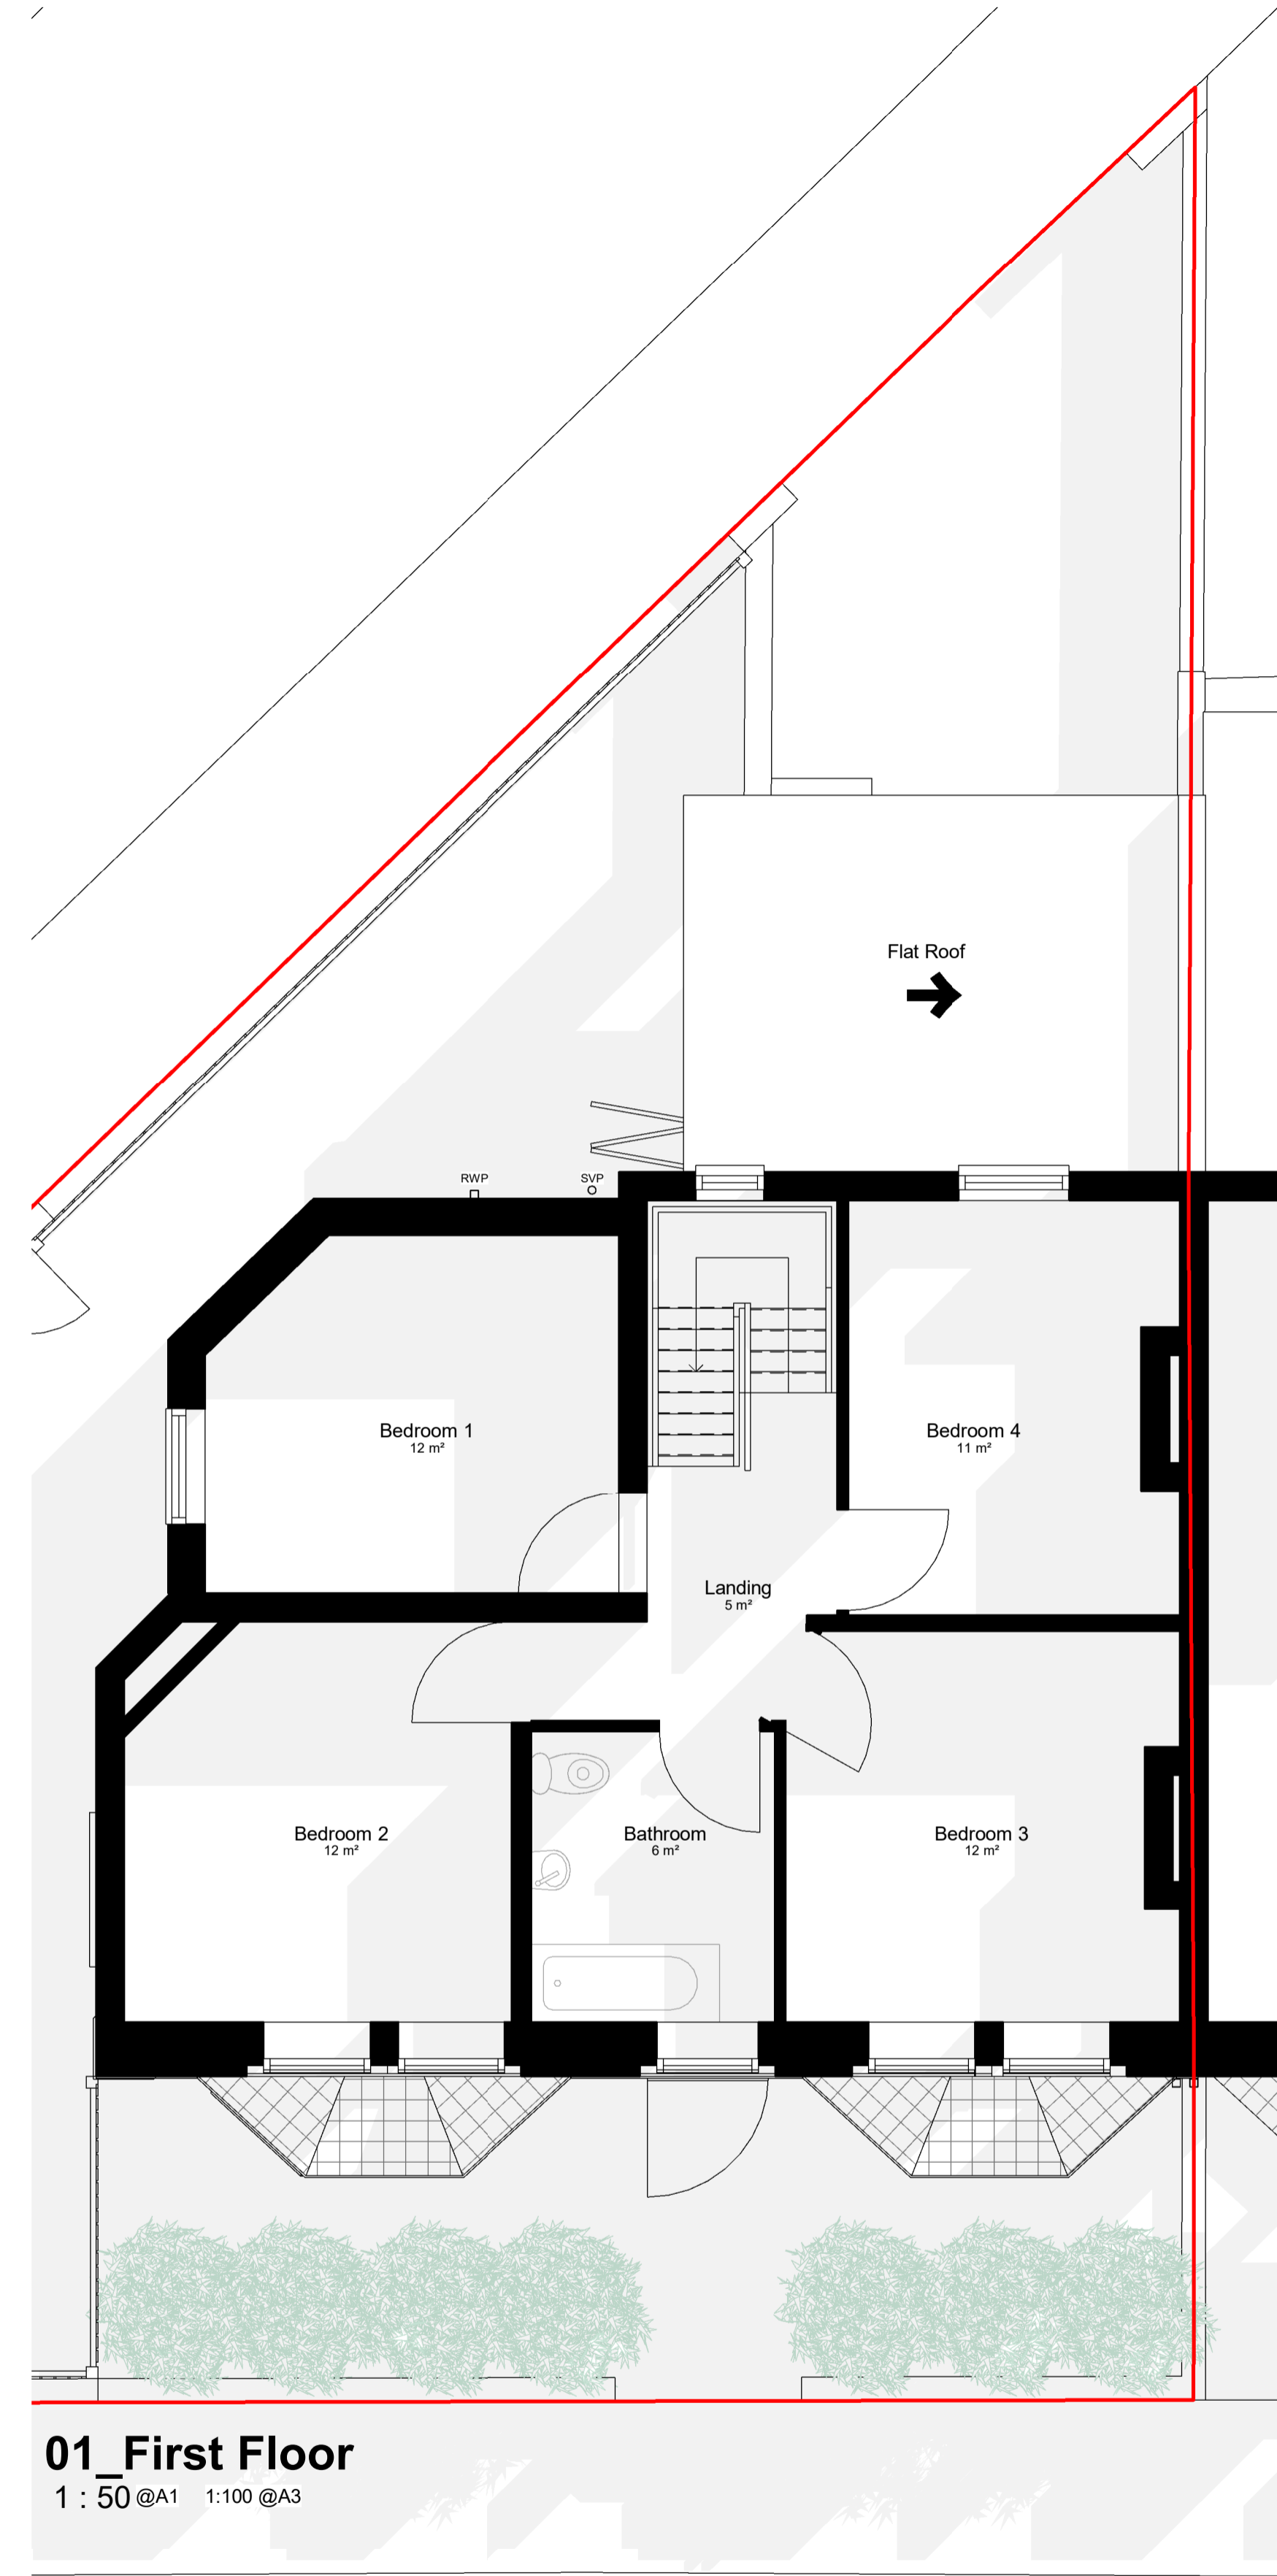 Flat Roof
RWP
SVP
Bedroom 1
12 m²
Bedroom 4
11 m²
Landing
5 m²
Bedroom 2
12 m²
Bathroom
6 m²
Bedroom 3
12 m²
01_First Floor
1 : 50 @A1 1:100 @A3